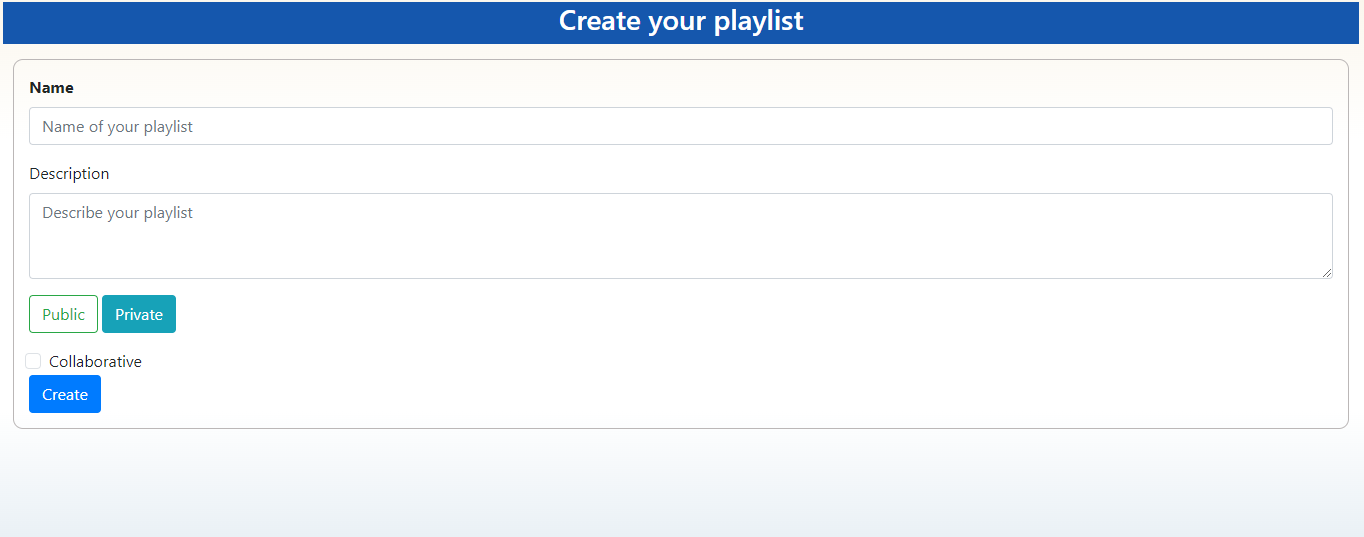 Create your playlist
Name
Name of your playlist
Description
Describe your playlist
Public Private
Collaborative
Create